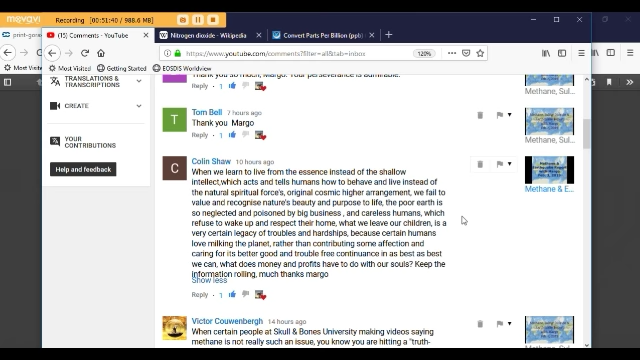 movavi
Recording 00:51:40 / 988.6 MB
print-gore
(15) Comments - YouTube
Nitrogen dioxide - Wikipedia
Convert Parts Per Billion (ppb)
https://www.youtube.com/comments?filter=all&tab=inbox
120%
Most Visited
Getting Started
EOSDIS Worldview
Most Visite
TRANSLATIONS &
TRANSCRIPTIONS
CREATE
YOUR
CONTRIBUTIONS
Help and feedback
Thank you so much, Margo. Your perseverance is admirable.
Reply · 1
Methane, Sul...
T
Tom Bell 7 hours ago
Thank you Margo
Reply · 1
Methane, Sul...
C
Colin Shaw 10 hours ago
When we learn to live from the essence instead of the shallow
intellect,which acts and tells humans how to behave and live instead of
the natural spiritual force's, original cosmic higher arrangement, we fail to
value and recognise nature's beauty and purpose to life, the poor earth is
so neglected and poisoned by big business , and careless humans, which
refuse to wake up and respect their home, what we leave our children, is a
very certain legacy of troubles and hardships, because certain humans
love milking the planet, rather than contributing some affection and
caring for its better good and trouble free continuance in as best as best
we can, what does money and profits have to do with our souls? Keep the
information rolling, much thanks margo
Show less
Reply · 1
Methane & E...
Victor Couwenbergh 14 hours ago
When certain people at Skull & Bones University making videos saying
methane is not really such an issue, you know you are hitting a "truth-
Methane, Sul...